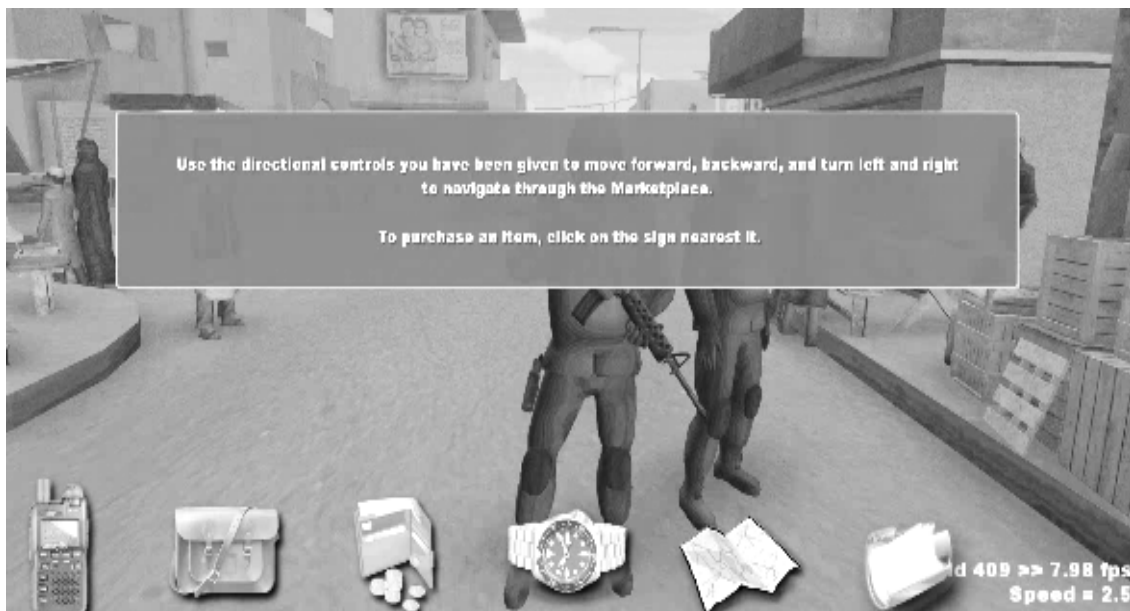 Use the directional controls you have been given to move forward, backward, and turn left and right
to navigate through the Marketplace.
To purchase an item, click on the sign nearest it.
409 >> 7.98 fps
Speed = 2.5